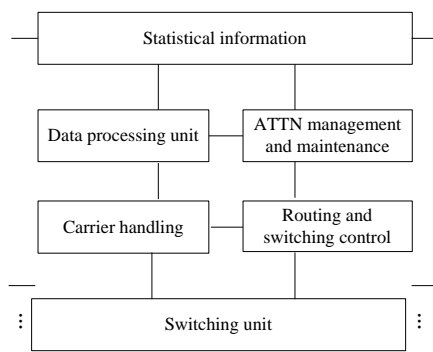 Statistical information
Data processing unit
ATTN management
and maintenance
Carrier handling
Routing and
switching control
Switching unit